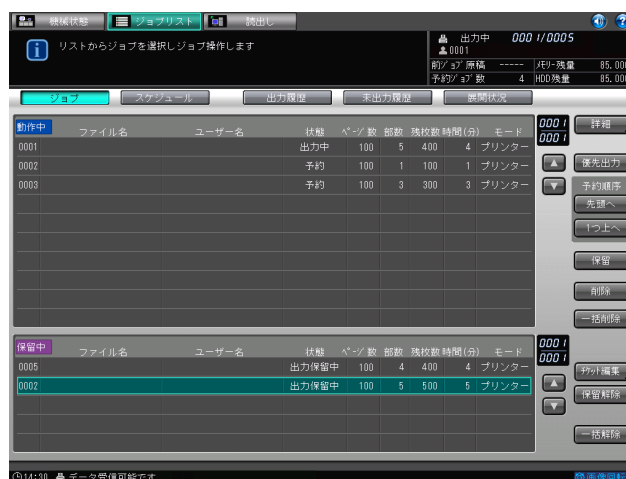 機械状態 ジョブリスト 読出し
リストからジョブを選択しジョブ操作します
出力中 0001/0005
0001
前ｼﾞｮﾌﾞ原稿 ----- ﾒﾓﾘｰ残量 85.00
予約ｼﾞｮﾌﾞ数 4 HDD残量 85.00
ジョブ スケジュール 出力履歴 未出力履歴 展開状況
動作中 ファイル名 ユーザー名 状態 ﾍﾟｰｼﾞ数 部数 残枚数 時間(分) モード
0001 出力中 100 5 400 4 プリンター
0002 予約 100 1 100 1 プリンター
0003 予約 100 3 300 3 プリンター
0001
0001
詳細
優先出力
予約順序
先頭へ
1つ上へ
保留
削除
一括削除
保留中 ファイル名 ユーザー名 状態 ﾍﾟｰｼﾞ数 部数 残枚数 時間(分) モード
0005 出力保留中 100 4 400 4 プリンター
0002 出力保留中 100 5 500 5 プリンター
0001
0001
ﾁｹｯﾄ編集
保留解除
一括解除
14:30 データ受信可能です 画像回転